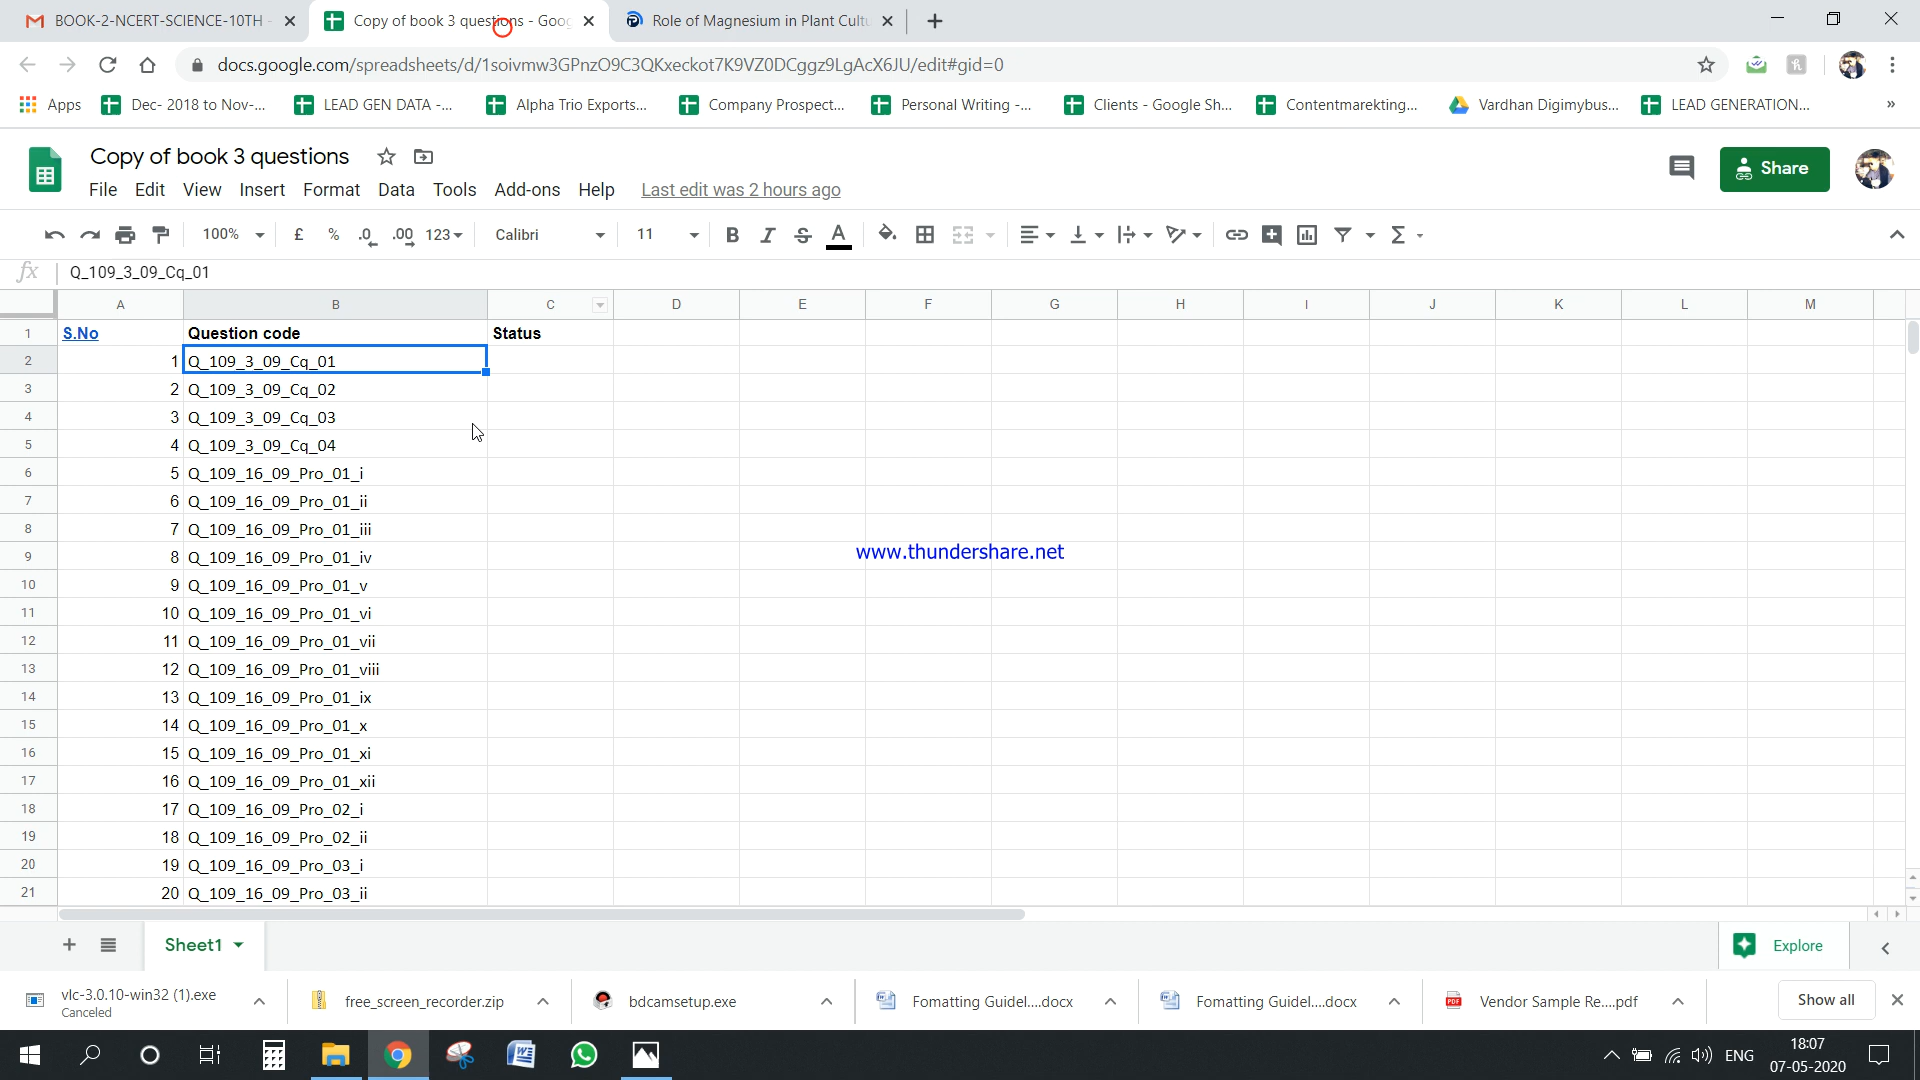 BOOK-2-NCERT-SCIENCE-10TH -
Copy of book 3 questions - Goo
Role of Magnesium in Plant Cultu
docs.google.com/spreadsheets/d/1soivmw3GPnzO9C3QKxeckot7K9VZ0DCggz9LgAcX6JU/edit#gid=0
Apps Dec- 2018 to Nov-... LEAD GEN DATA -... Alpha Trio Exports... Company Prospect... Personal Writing -... Clients - Google Sh... Contentmarekting... Vardhan Digimybus... LEAD GENERATION... »
Copy of book 3 questions
Share
File Edit View Insert Format Data Tools Add-ons Help Last edit was 2 hours ago
100% £ % .0 .00 123 Calibri 11 B I S A Σ
fx Q_109_3_09_Cq_01
A B C D E F G H I J K L M
1 S.No Question code Status
2 1 Q_109_3_09_Cq_01
3 2 Q_109_3_09_Cq_02
4 3 Q_109_3_09_Cq_03
5 4 Q_109_3_09_Cq_04
6 5 Q_109_16_09_Pro_01_i
7 6 Q_109_16_09_Pro_01_ii
8 7 Q_109_16_09_Pro_01_iii
9 8 Q_109_16_09_Pro_01_iv
www.thundershare.net
10 9 Q_109_16_09_Pro_01_v
11 10 Q_109_16_09_Pro_01_vi
12 11 Q_109_16_09_Pro_01_vii
13 12 Q_109_16_09_Pro_01_viii
14 13 Q_109_16_09_Pro_01_ix
15 14 Q_109_16_09_Pro_01_x
16 15 Q_109_16_09_Pro_01_xi
17 16 Q_109_16_09_Pro_01_xii
18 17 Q_109_16_09_Pro_02_i
19 18 Q_109_16_09_Pro_02_ii
20 19 Q_109_16_09_Pro_03_i
21 20 Q_109_16_09_Pro_03_ii
Sheet1
Explore
vlc-3.0.10-win32 (1).exe
Canceled
free_screen_recorder.zip
bdcamsetup.exe
Fomatting Guidel....docx
Fomatting Guidel....docx
Vendor Sample Re....pdf
Show all
ENG
18:07
07-05-2020